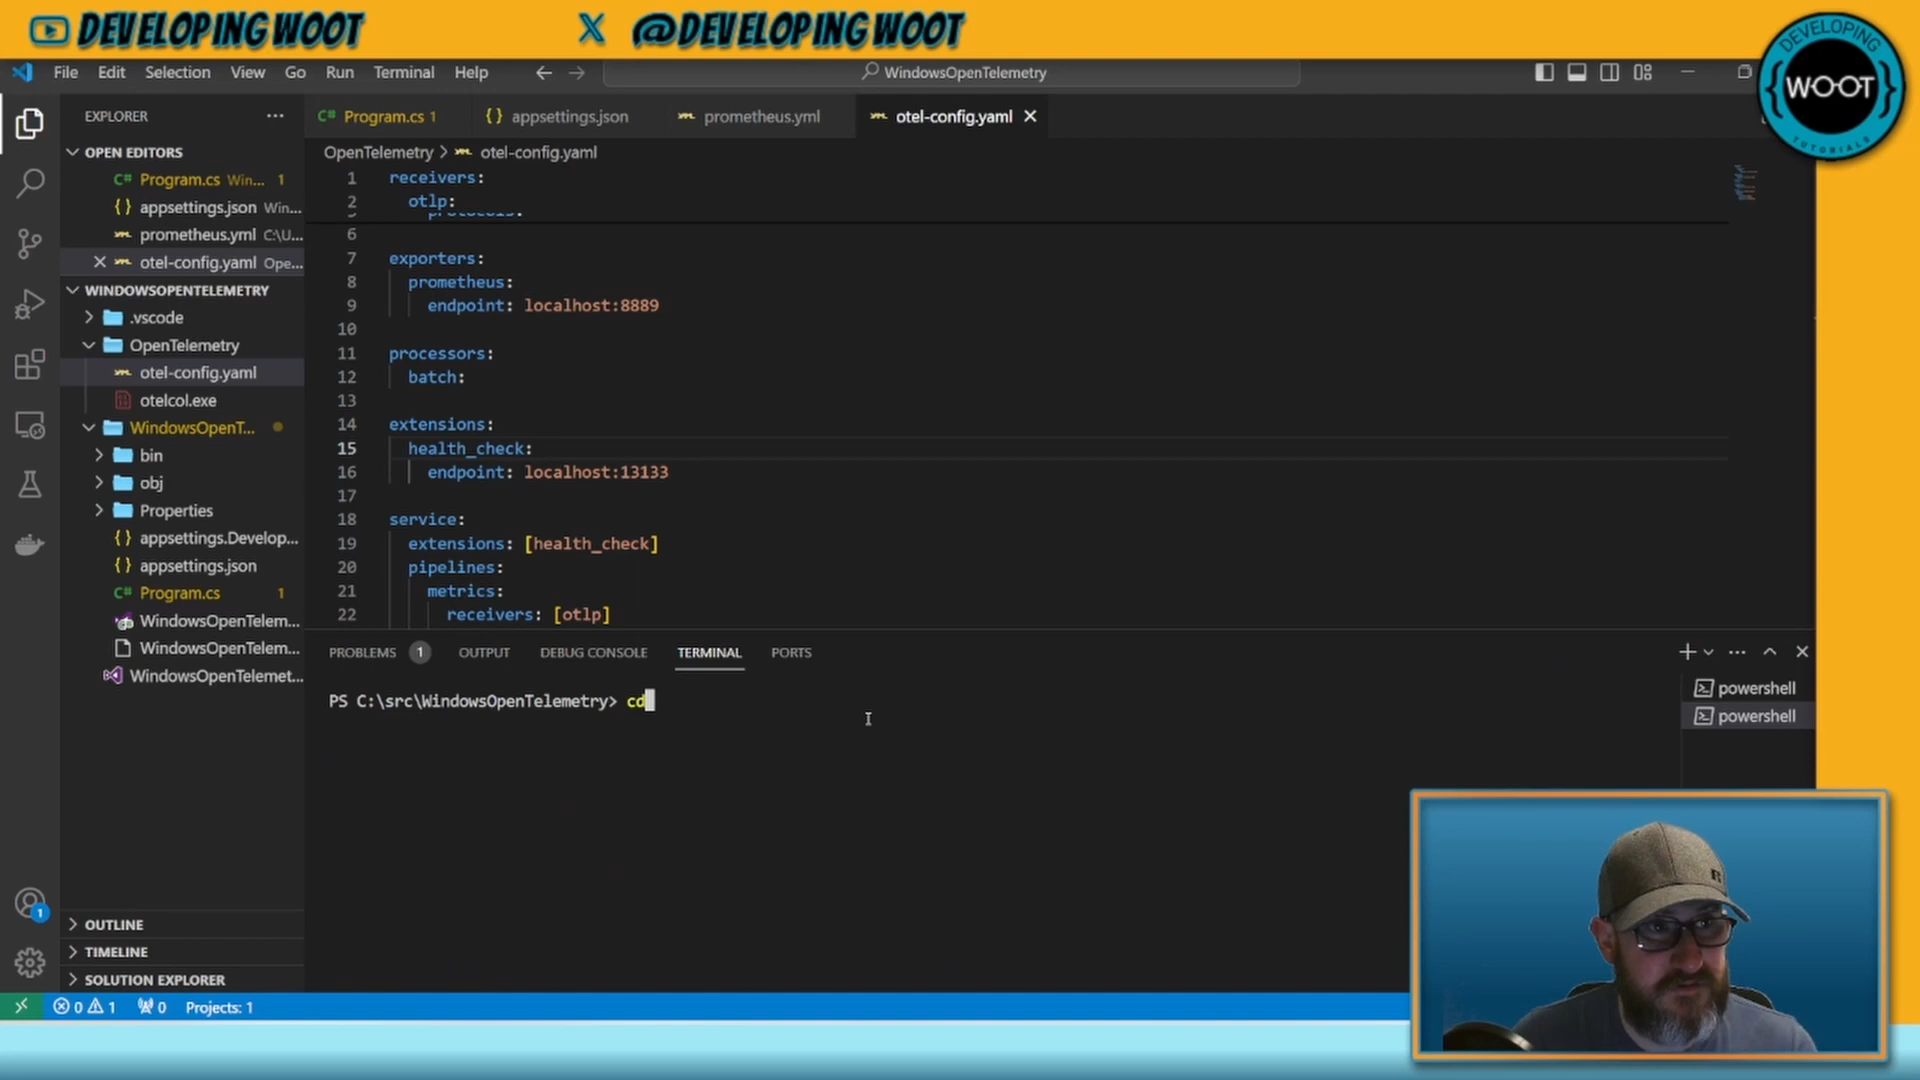 DEVELOPINGWOOT
@DEVELOPINGWOOT
DEVELOPING
{WOOT}
TUTORIALS
File Edit Selection View Go Run Terminal Help
WindowsOpenTelemetry
EXPLORER
Program.cs 1
appsettings.json
prometheus.yml
otel-config.yaml
OPEN EDITORS
Program.cs Win... 1
appsettings.json Win...
prometheus.yml C:\U...
otel-config.yaml Ope...
WINDOWSOPENTELEMETRY
.vscode
OpenTelemetry
otel-config.yaml
otelcol.exe
WindowsOpenT...
bin
obj
Properties
appsettings.Develop...
appsettings.json
Program.cs 1
WindowsOpenTelem...
WindowsOpenTelem...
WindowsOpenTelemet...
OUTLINE
TIMELINE
SOLUTION EXPLORER
OpenTelemetry > otel-config.yaml
1 receivers:
2 otlp:
protocols:
6
7 exporters:
8 prometheus:
9 endpoint: localhost:8889
10
11 processors:
12 batch:
13
14 extensions:
15 health_check:
16 endpoint: localhost:13133
17
18 service:
19 extensions: [health_check]
20 pipelines:
21 metrics:
22 receivers: [otlp]
PROBLEMS 1 OUTPUT DEBUG CONSOLE TERMINAL PORTS
PS C:\src\WindowsOpenTelemetry> cd
powershell
powershell
1
0 1 0 Projects: 1